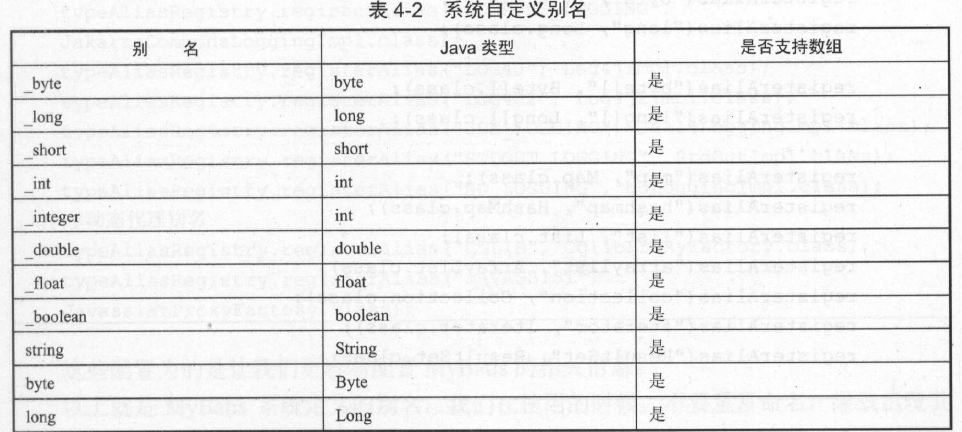 表 4-2 系统自定义别名
别 名 Java 类型 是否支持数组
_byte byte 是
_long long 是
_short short 是
_int int 是
_integer int 是
_double double 是
_float float 是
_boolean boolean 是
string String 是
byte Byte 是
long Long 是